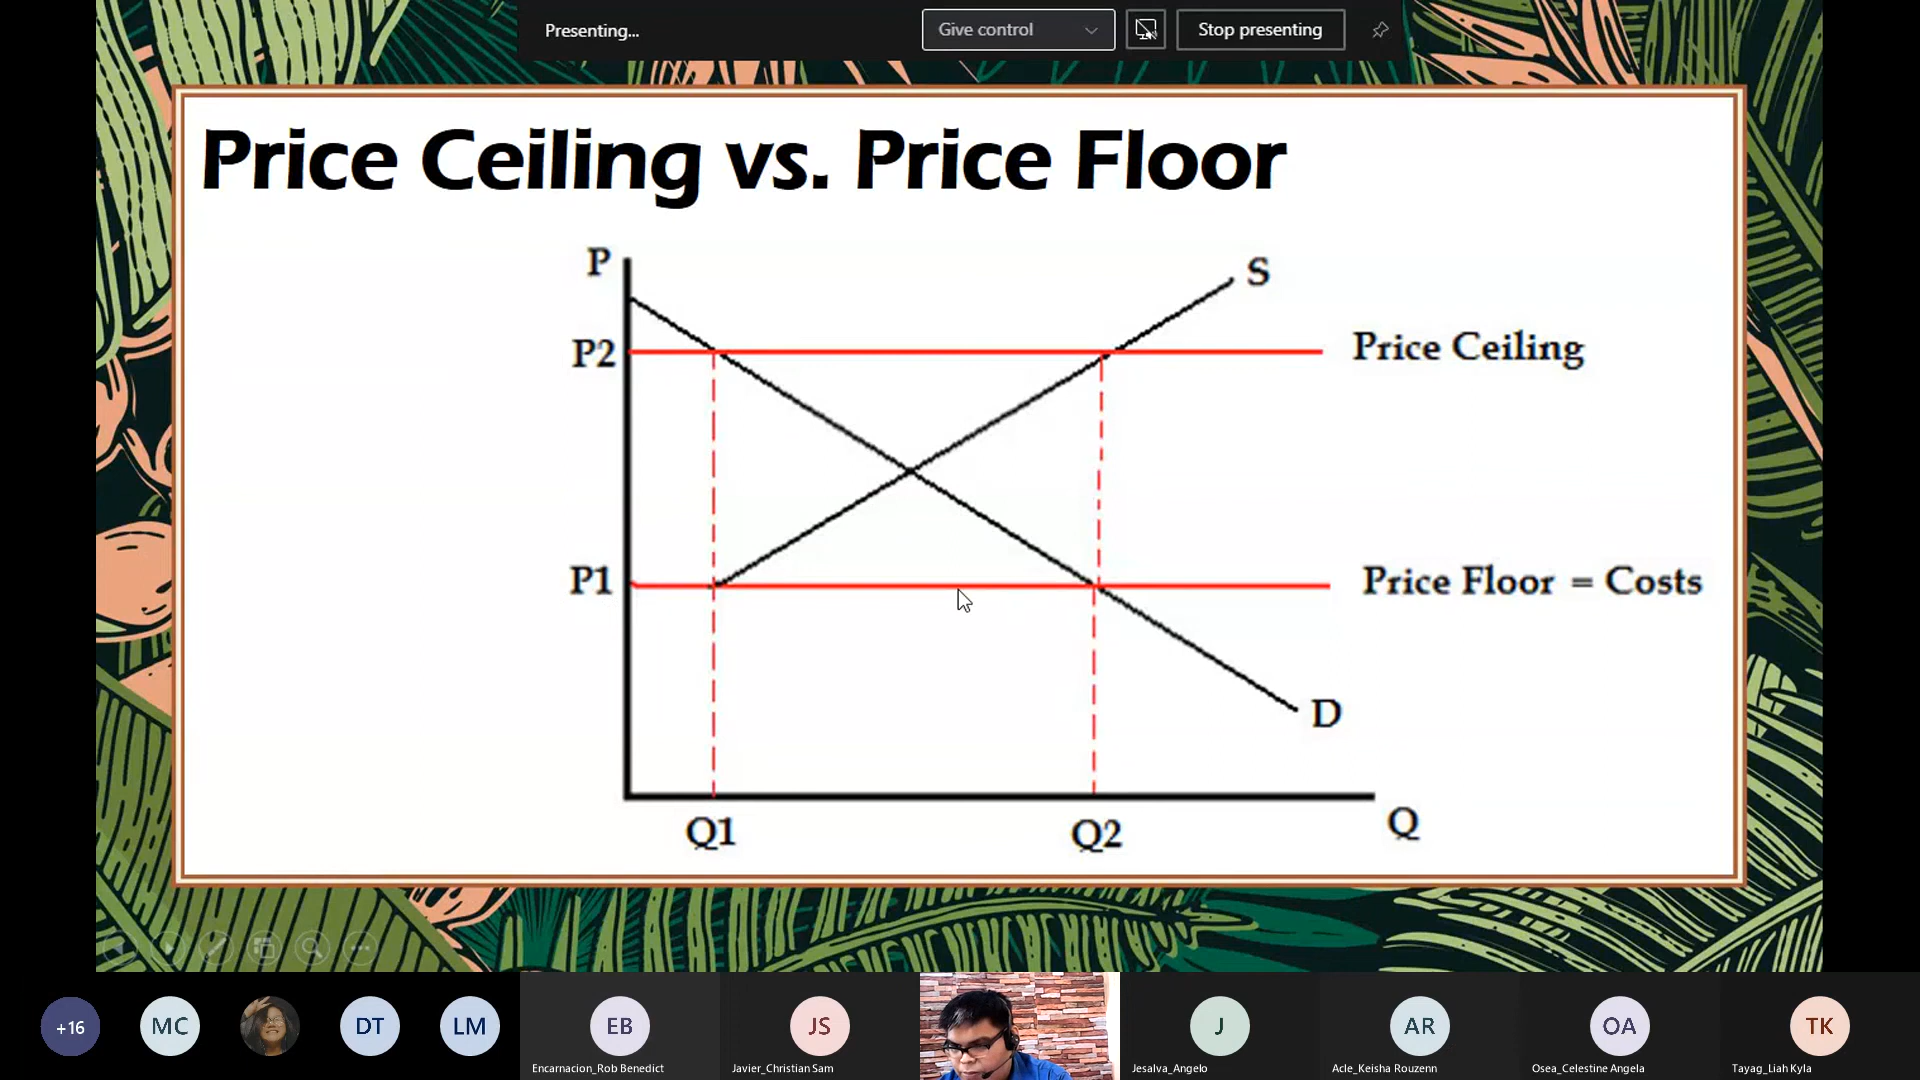 Presenting...
Give control
Stop presenting
Price Ceiling vs. Price Floor
P
S
P2
Price Ceiling
P1
Price Floor = Costs
D
Q1
Q2
Q
+16
MC
DT
LM
EB
JS
J
AR
OA
TK
Encarnacion_Rob Benedict
Javier_Christian Sam
Jesalva_Angelo
Acle_Keisha Rouzenn
Osea_Celestine Angela
Tayag_Liah Kyla